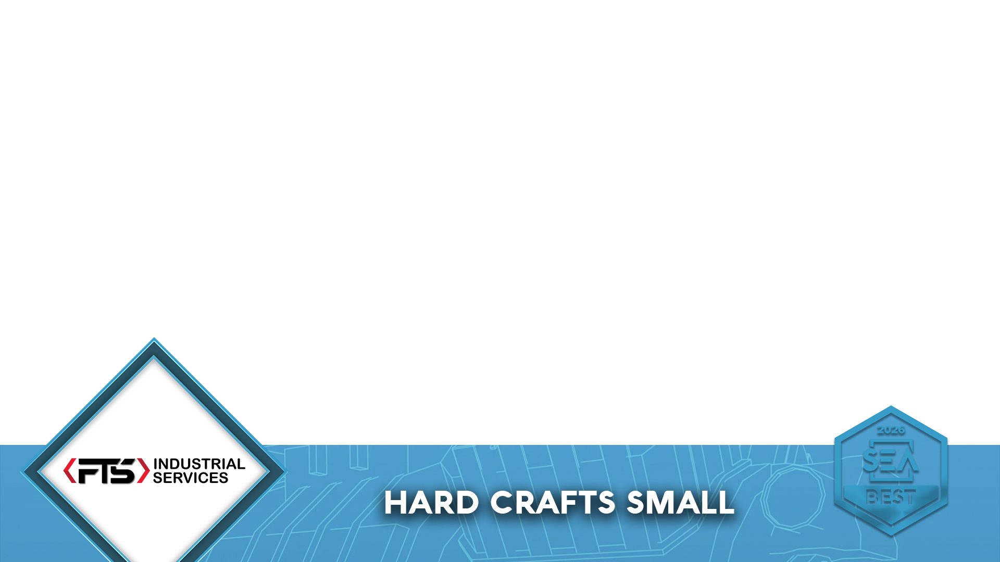 FTS INDUSTRIAL
SERVICES
HARD CRAFTS SMALL
2026
SEA
BEST